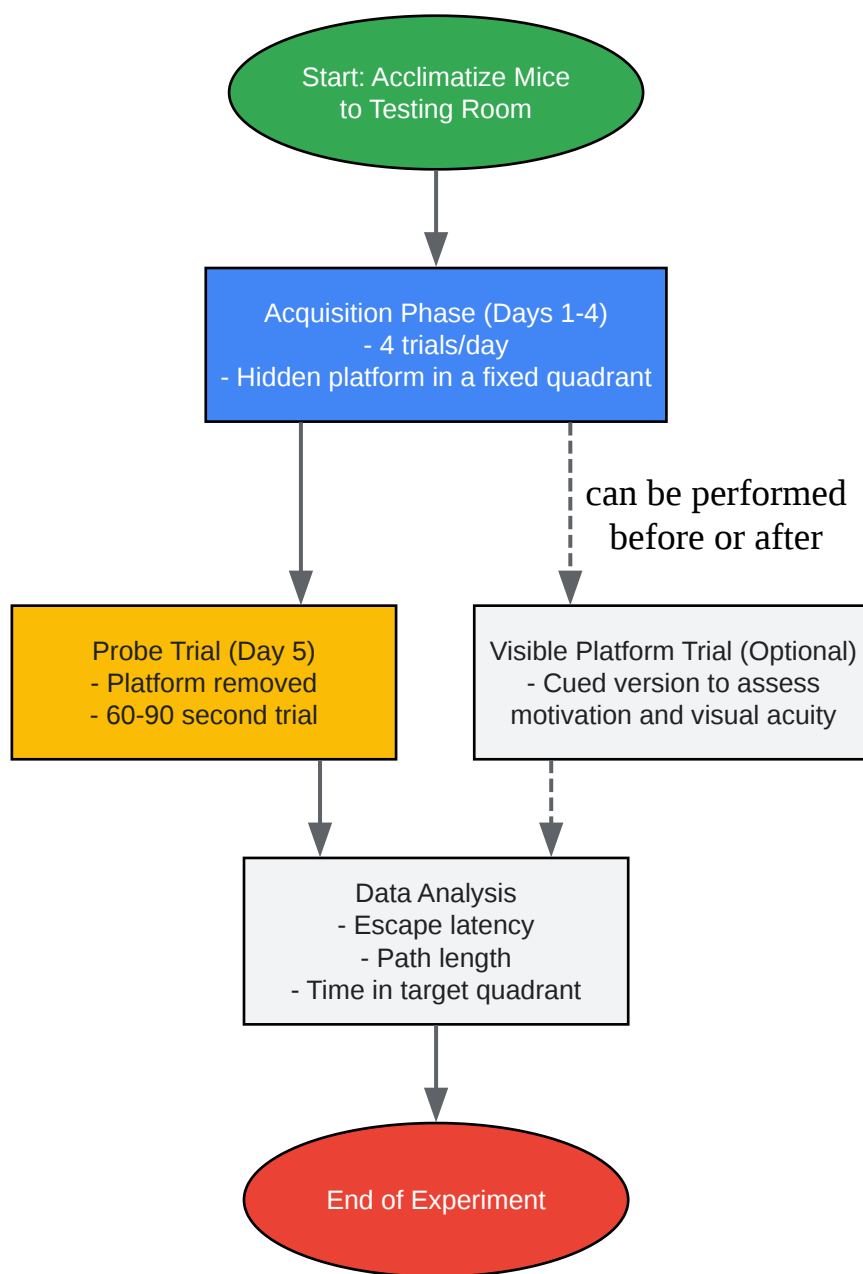 Start: Acclimatize Mice
to Testing Room
Acquisition Phase (Days 1-4)
- 4 trials/day
- Hidden platform in a fixed quadrant
can be performed
before or after
Probe Trial (Day 5)
- Platform removed
- 60-90 second trial
Visible Platform Trial (Optional)
- Cued version to assess
motivation and visual acuity
Data Analysis
- Escape latency
- Path length
- Time in target quadrant
End of Experiment